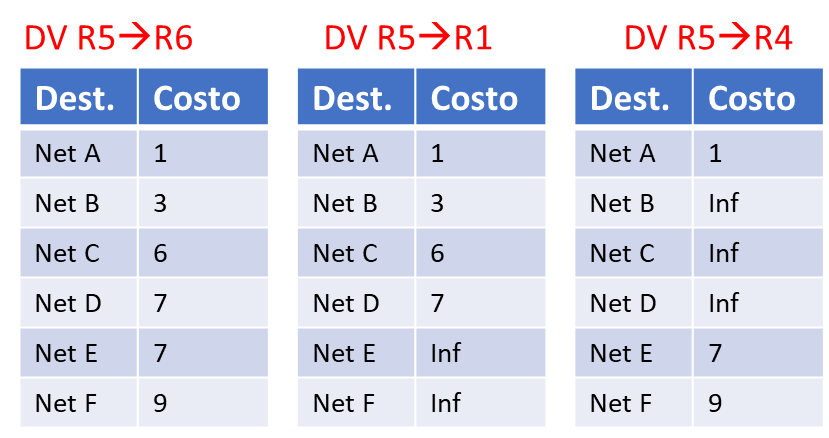 DV R5→R6
Dest. Costo
Net A 1
Net B 3
Net C 6
Net D 7
Net E 7
Net F 9
DV R5→R1
Dest. Costo
Net A 1
Net B 3
Net C 6
Net D 7
Net E Inf
Net F Inf
DV R5→R4
Dest. Costo
Net A 1
Net B Inf
Net C Inf
Net D Inf
Net E 7
Net F 9